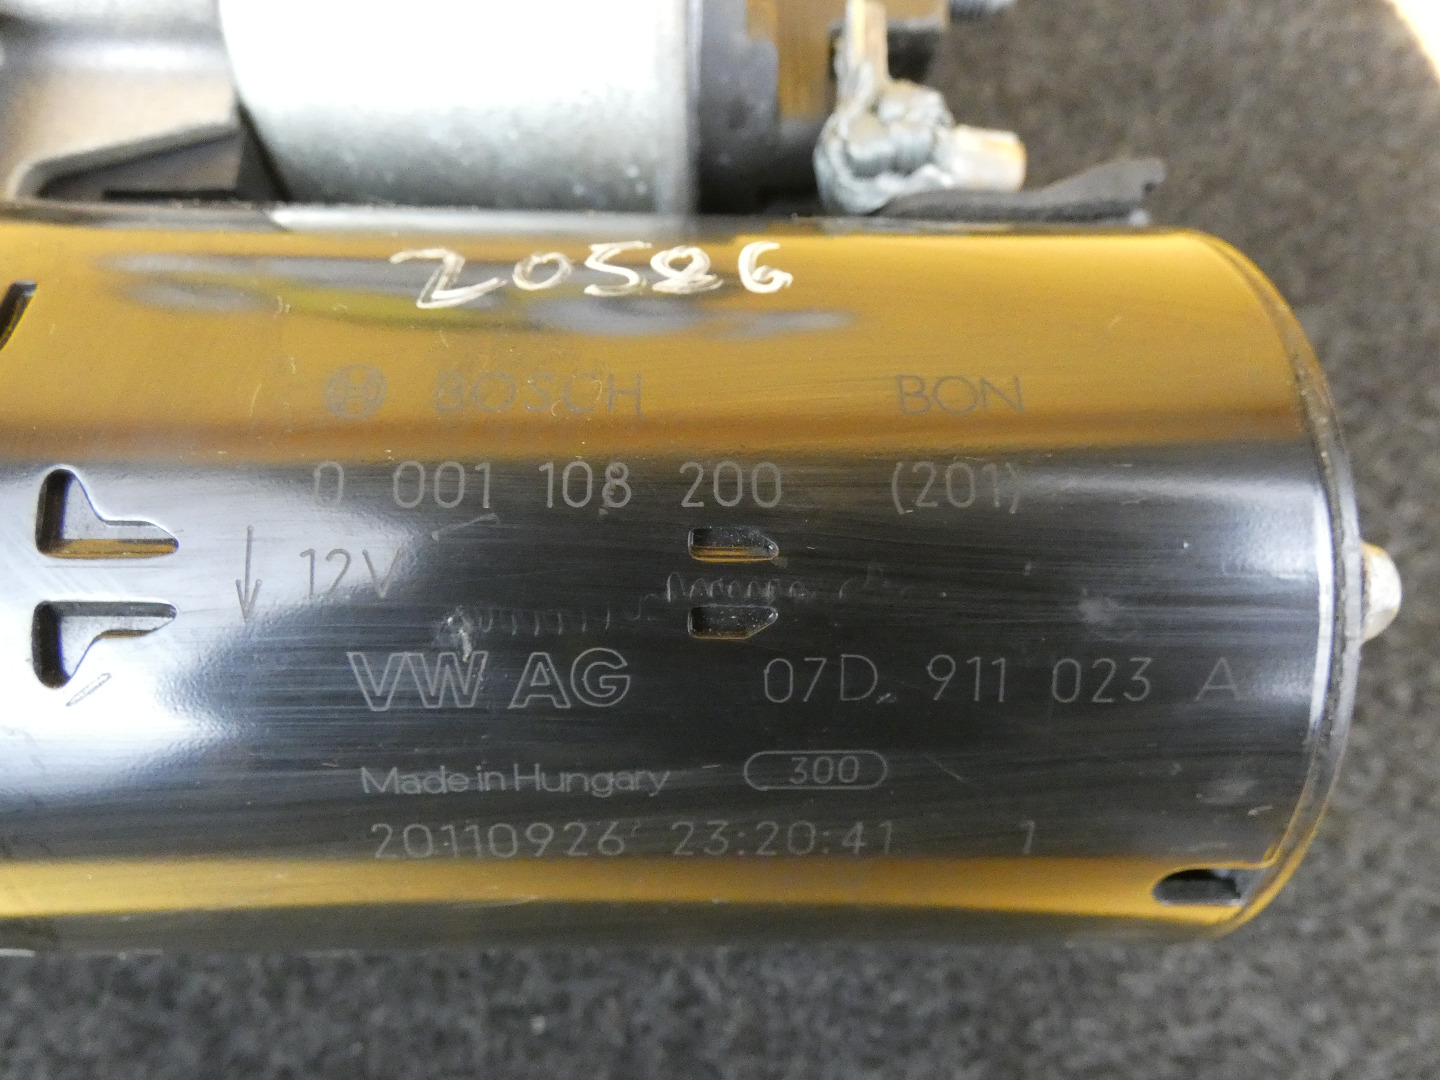 20586
BOSCH BON
0 001 108 200 (201)
12V
VW AG 07D 911 023 A
Made in Hungary 300
20110926 23:20:41 1